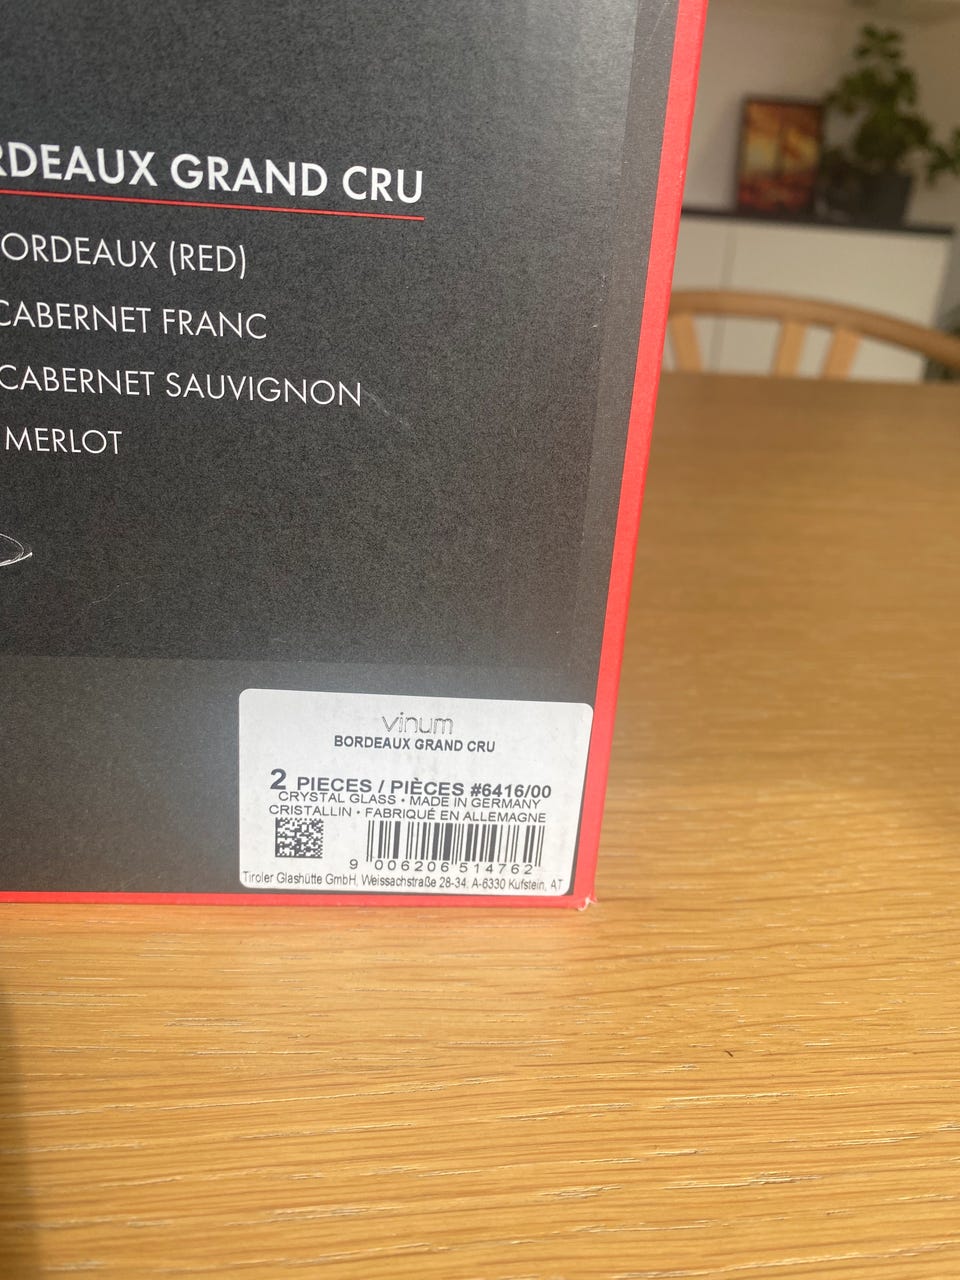 RDEAUX GRAND CRU
ORDEAUX (RED)
CABERNET FRANC
CABERNET SAUVIGNON
MERLOT
vinum
BORDEAUX GRAND CRU
2 PIECES / PIÈCES #6416/00
CRYSTAL GLASS • MADE IN GERMANY
CRISTALLIN • FABRIQUÉ EN ALLEMAGNE
9 006206 514762
Tiroler Glashütte GmbH, Weissachstraße 28-34, A-6330 Kufstein, AT